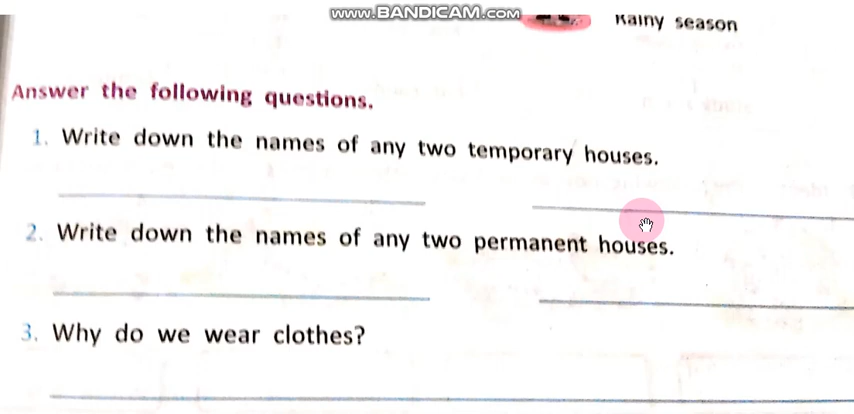 www.BANDICAM.com
Rainy season
Answer the following questions.
1. Write down the names of any two temporary houses.
2. Write down the names of any two permanent houses.
3. Why do we wear clothes?